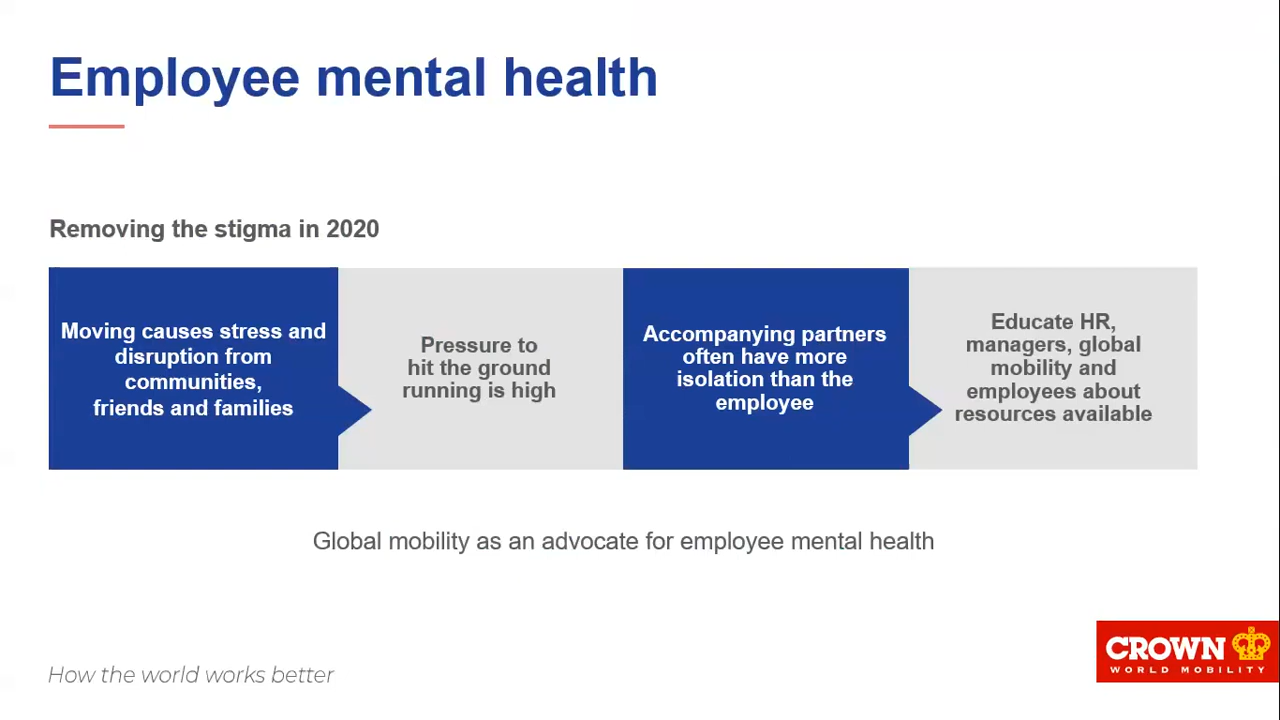 Employee mental health
Removing the stigma in 2020
Moving causes stress and
disruption from
communities,
friends and families
Pressure to
hit the ground
running is high
Accompanying partners
often have more
isolation than the
employee
Educate HR,
managers, global
mobility and
employees about
resources available
Global mobility as an advocate for employee mental health
How the world works better
CROWN
WORLD MOBILITY